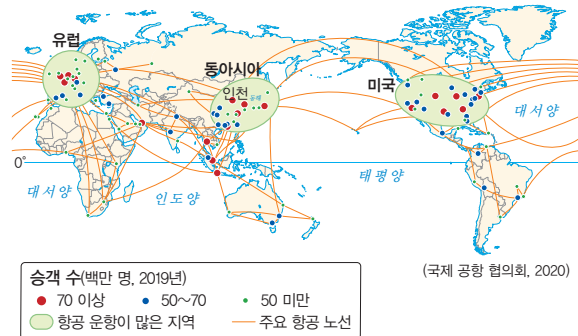 유럽
동아시아
인천
동해
미국
대서양
0°
대서양
인도양
태평양
승객 수(백만 명, 2019년)
70 이상 50~70 50 미만
항공 운항이 많은 지역 주요 항공 노선
(국제 공항 협의회, 2020)